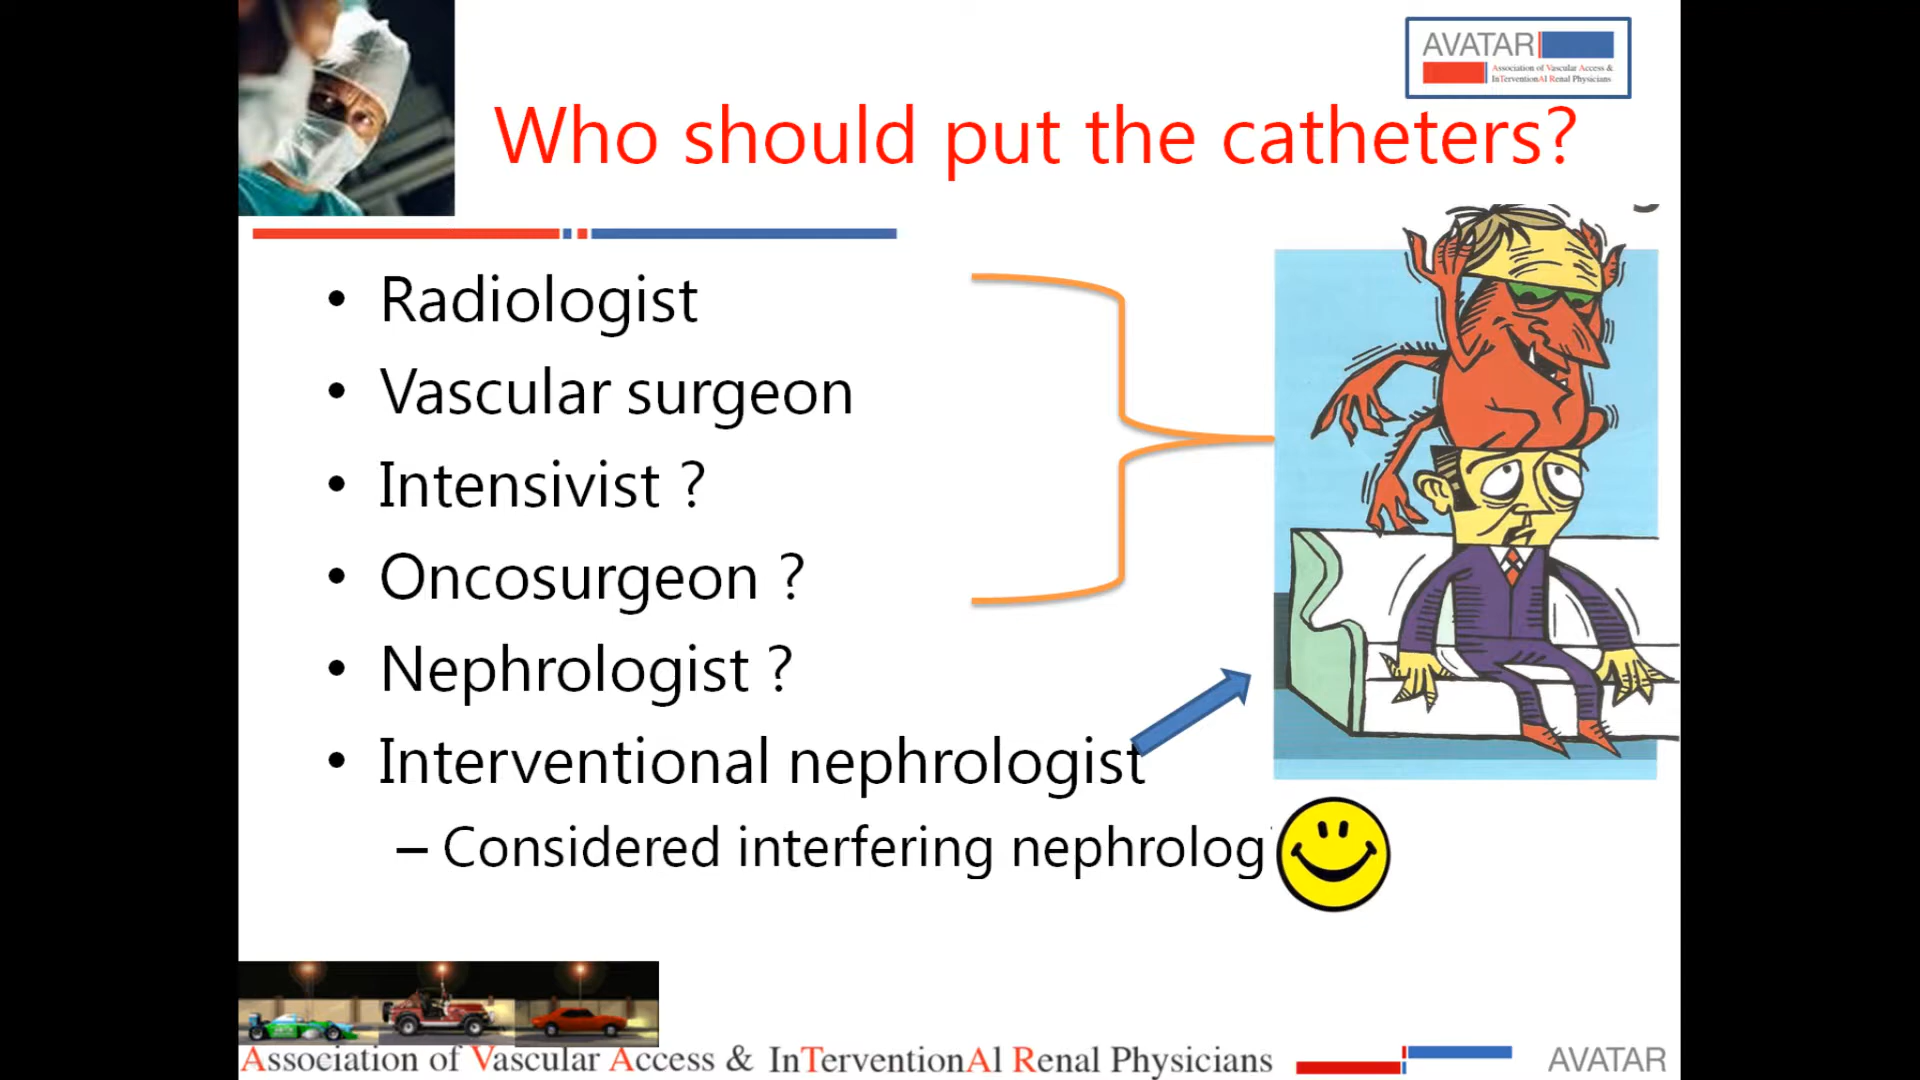 AVATAR
Association of Vascular Access &
InTerventionAl Renal Physicians
Who should put the catheters?
• Radiologist
• Vascular surgeon
• Intensivist ?
• Oncosurgeon ?
• Nephrologist ?
• Interventional nephrologist
– Considered interfering nephrolog
Association of Vascular Access & InTerventionAl Renal Physicians
AVATAR